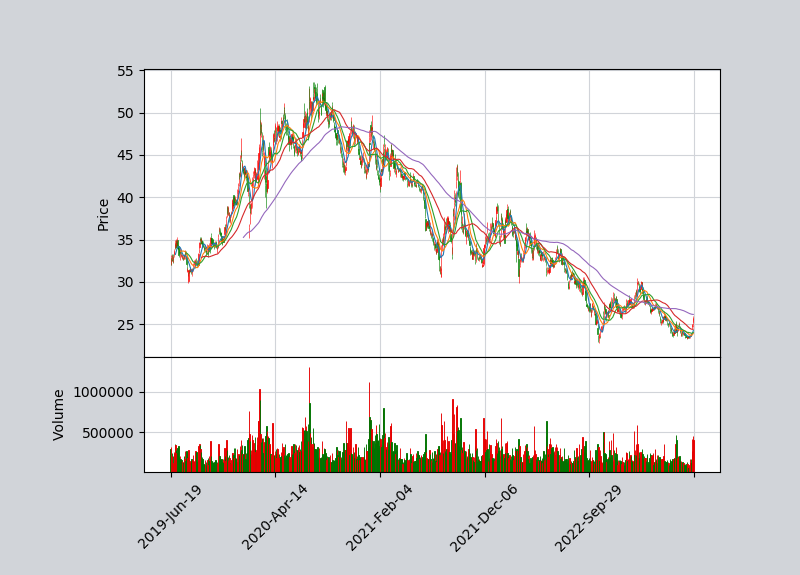 55
50
45
40
35
30
25
Price
1000000
500000
Volume
2019-Jun-19
2020-Apr-14
2021-Feb-04
2021-Dec-06
2022-Sep-29